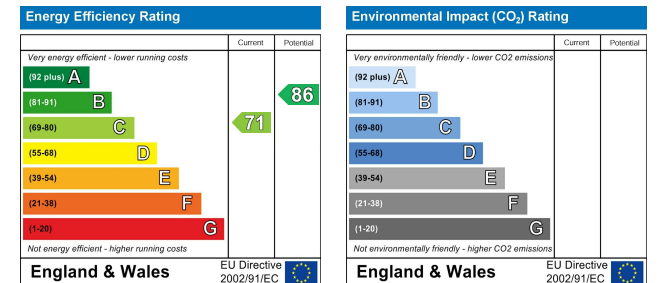 Energy Efficiency Rating
Current Potential
Very energy efficient - lower running costs
(92 plus) A
(81-91) B
(69-80) C
(55-68) D
(39-54) E
(21-38) F
(1-20) G
71
86
Not energy efficient - higher running costs
England & Wales
EU Directive
2002/91/EC
Environmental Impact (CO₂) Rating
Current Potential
Very environmentally friendly - lower CO2 emissions
(92 plus) A
(81-91) B
(69-80) C
(55-68) D
(39-54) E
(21-38) F
(1-20) G
Not environmentally friendly - higher CO2 emissions
England & Wales
EU Directive
2002/91/EC